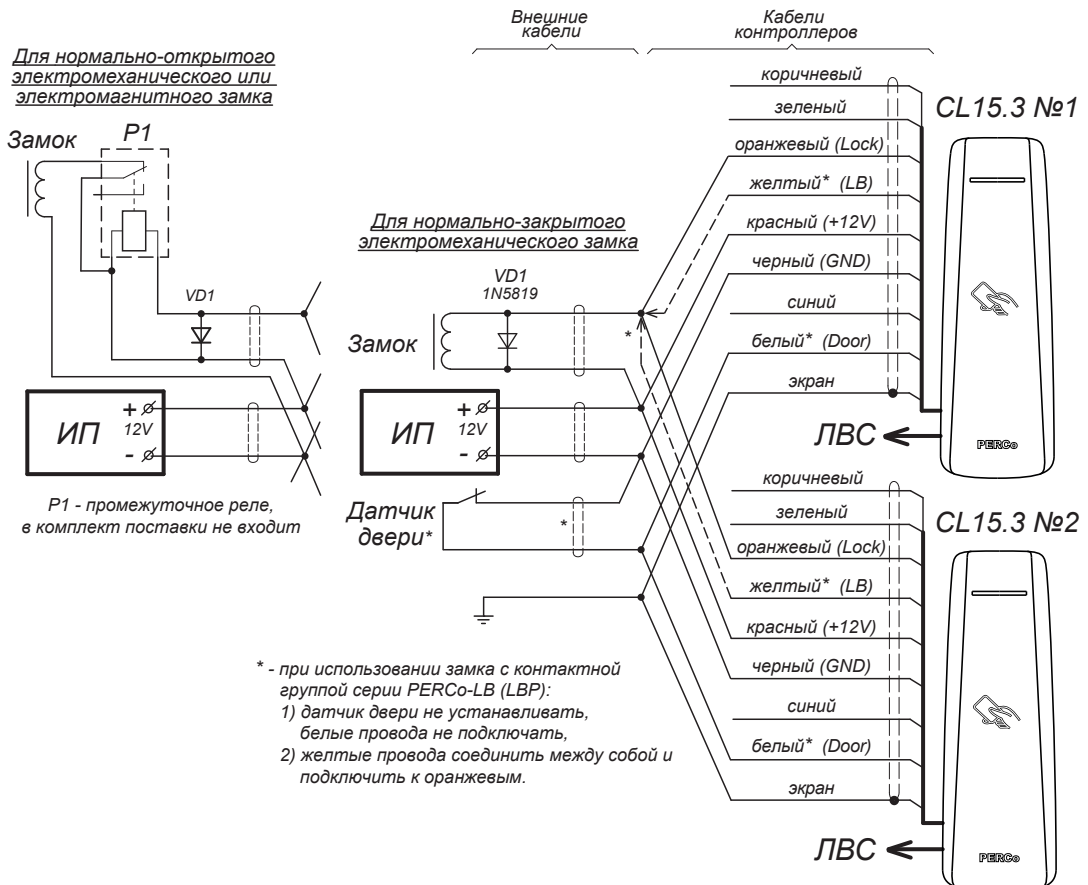 Внешние
кабели
Кабели
контроллеров
Для нормально-открытого
электромеханического или
электромагнитного замка
Замок
P1
VD1
ИП
+
12V
-
P1 - промежуточное реле,
в комплект поставки не входит
Для нормально-закрытого
электромеханического замка
VD1
1N5819
Замок
*
ИП
+
12V
-
Датчик
двери*
*
коричневый
зеленый
оранжевый (Lock)
желтый* (LB)
красный (+12V)
черный (GND)
синий
белый* (Door)
экран
CL15.3 №1
PERCo
ЛВС
коричневый
зеленый
оранжевый (Lock)
желтый* (LB)
красный (+12V)
черный (GND)
синий
белый* (Door)
экран
CL15.3 №2
PERCo
ЛВС
* - при использовании замка с контактной
группой серии PERCo-LB (LBP):
1) датчик двери не устанавливать,
белые провода не подключать,
2) желтые провода соединить между собой и
подключить к оранжевым.